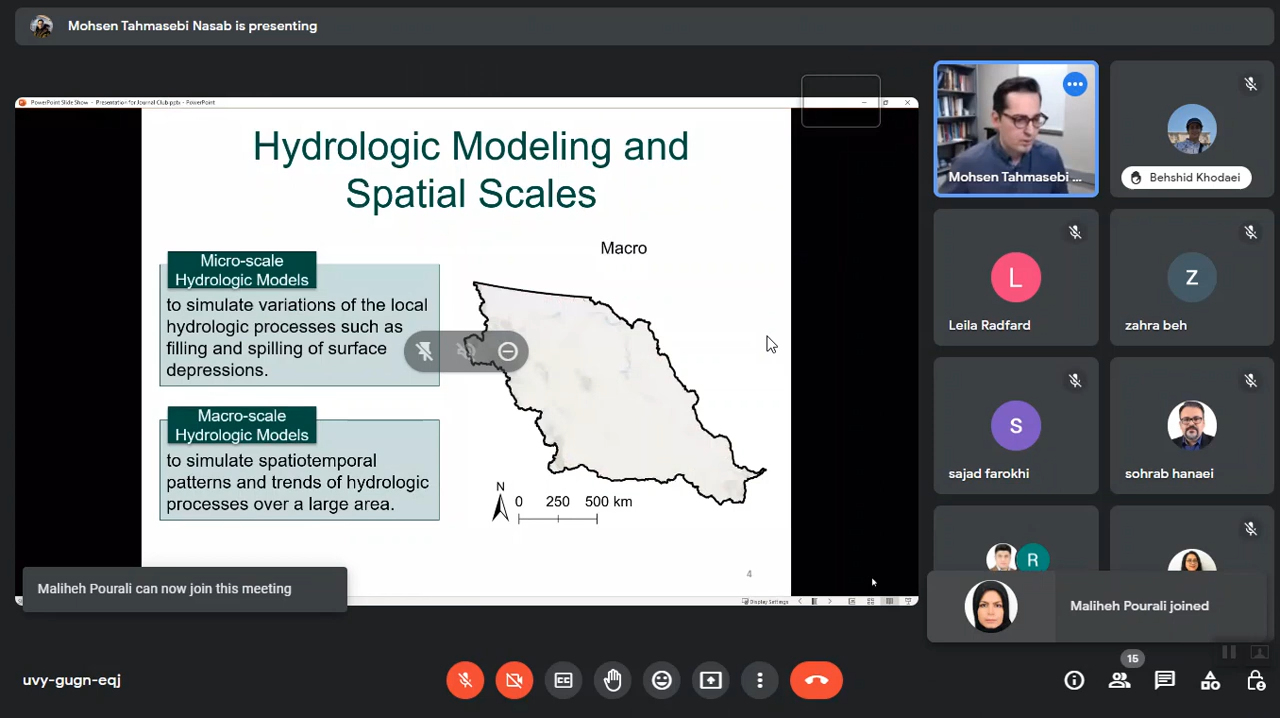 Mohsen Tahmasebi Nasab is presenting
PowerPoint Slide Show - Presentation for Journal Club.pptx - PowerPoint
Hydrologic Modeling and
Spatial Scales
Macro
Micro-scale
Hydrologic Models
to simulate variations of the local
hydrologic processes such as
filling and spilling of surface
depressions.
Macro-scale
Hydrologic Models
to simulate spatiotemporal
patterns and trends of hydrologic
processes over a large area.
N
0 250 500 km
4
Display Settings
Mohsen Tahmasebi ...
Behshid Khodaei
L
Leila Radfard
z
zahra beh
s
sajad farokhi
sohrab hanaei
R
Maliheh Pourali can now join this meeting
Maliheh Pourali joined
uvy-gugn-eqj
15